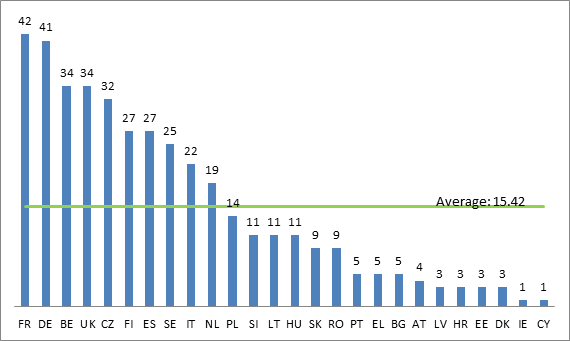 42
41
34 34
32
27 27
25
22
19
14
11 11 11
9 9
5 5 5
4
3 3 3 3
1 1
Average: 15.42
FR DE BE UK CZ FI ES SE IT NL PL SI LT HU SK RO PT EL BG AT LV HR EE DK IE CY